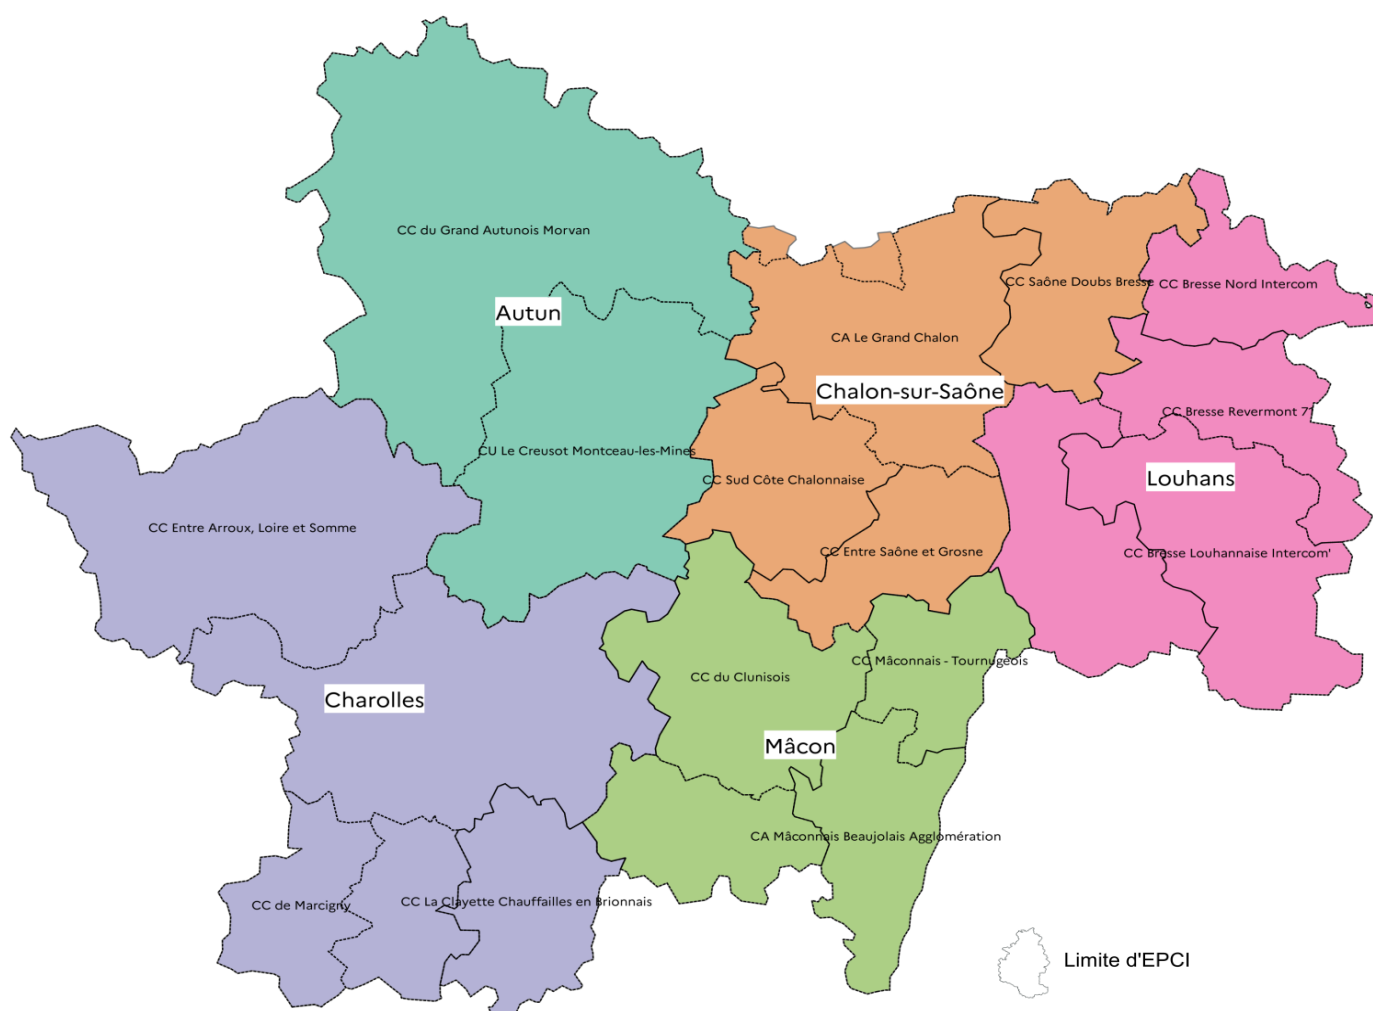 CC du Grand Autunois Morvan
CC Saône Doubs Bresse
CC Bresse Nord Intercom
Autun
CA Le Grand Chalon
Chalon-sur-Saône
CC Bresse Revermont 71
CU Le Creusot Montceau-les-Mines
CC Sud Côte Chalonnaise
Louhans
CC Entre Arroux, Loire et Somme
CC Entre Saône et Grosne
CC Bresse Louhannaise Intercom'
CC Mâconnais - Tournugeois
CC du Clunisois
Charolles
Mâcon
CA Mâconnais Beaujolais Agglomération
CC de Marcigny
CC La Clayette Chauffailles en Brionnais
Limite d'EPCI